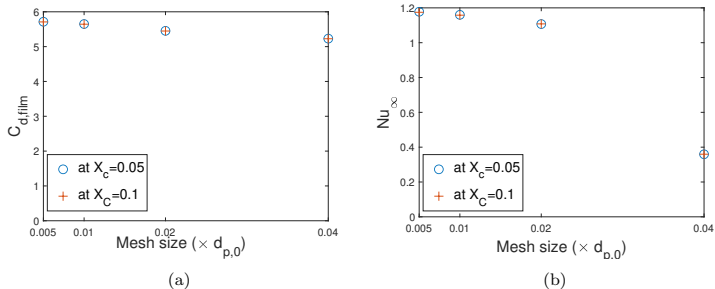 6
5
4
3
2
1
0
C_{d,film}
at X_c=0.05
at X_C=0.1
0.005 0.01 0.02 0.04
Mesh size (× d_{p,0})
(a)
1.2
1
0.8
0.6
0.4
0.2
0
Nu_∞
at X_c=0.05
at X_C=0.1
0.005 0.01 0.02 0.04
Mesh size (× d_{p,0})
(b)